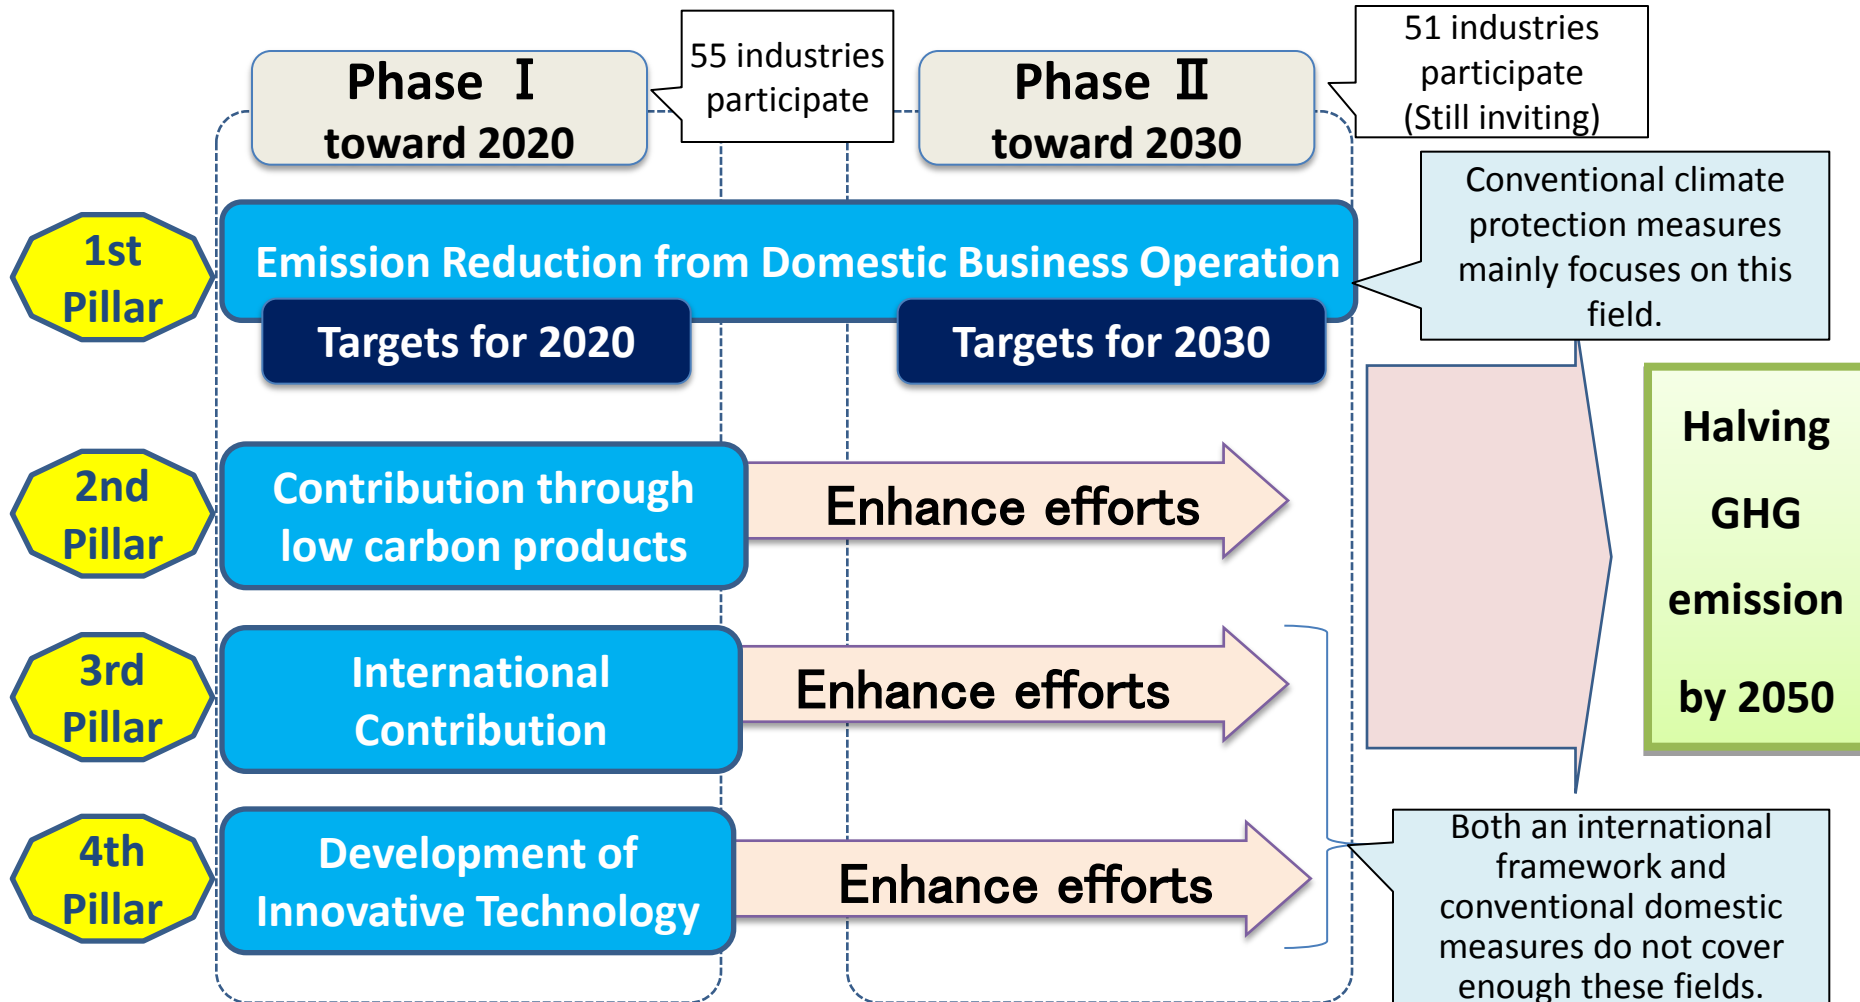 Phase Ⅰ
toward 2020
55 industries
participate
Phase Ⅱ
toward 2030
51 industries
participate
(Still inviting)
1st
Pillar
Emission Reduction from Domestic Business Operation
Targets for 2020
Targets for 2030
Conventional climate
protection measures
mainly focuses on this
field.
2nd
Pillar
Contribution through
low carbon products
Enhance efforts
3rd
Pillar
International
Contribution
Enhance efforts
4th
Pillar
Development of
Innovative Technology
Enhance efforts
Halving
GHG
emission
by 2050
Both an international
framework and
conventional domestic
measures do not cover
enough these fields.